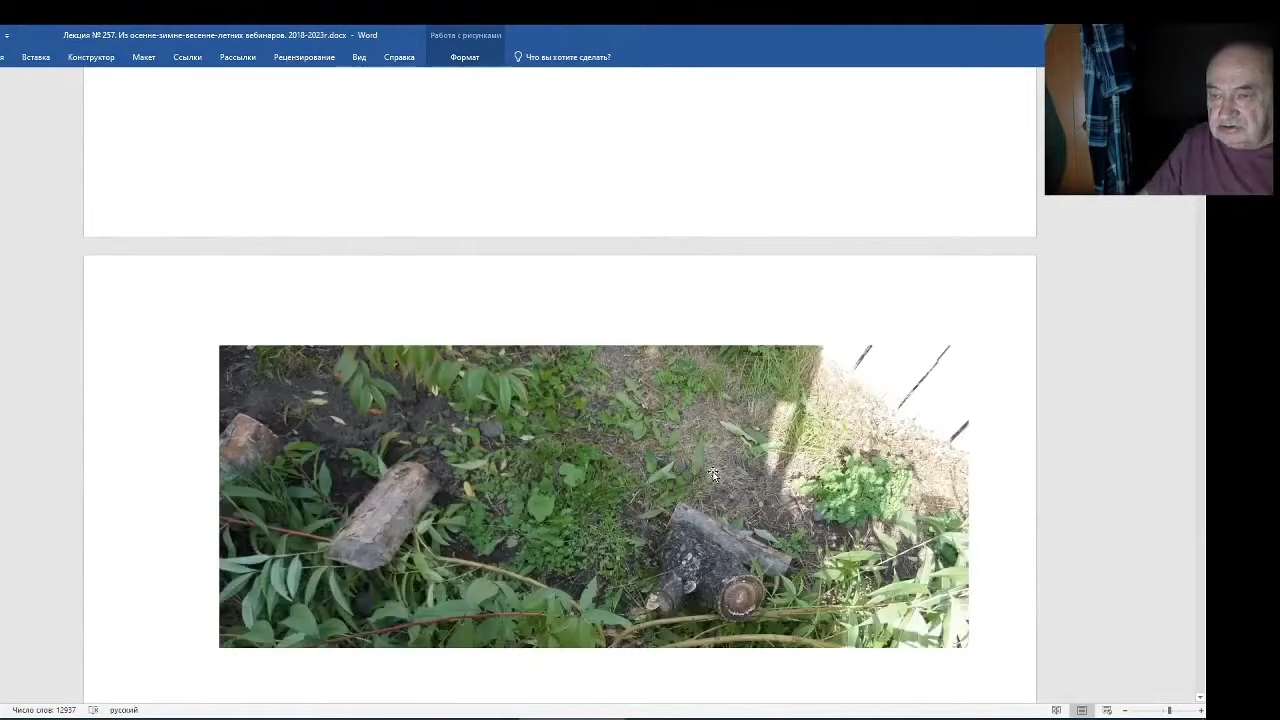 Лекция № 257. Из осенне-зимне-весенне-летних вебинаров. 2018-2023г.docx - Word
Работа с рисунками
я Вставка Конструктор Макет Ссылки Рассылки Рецензирование Вид Справка Формат Что вы хотите сделать?
Число слов: 12937 русский